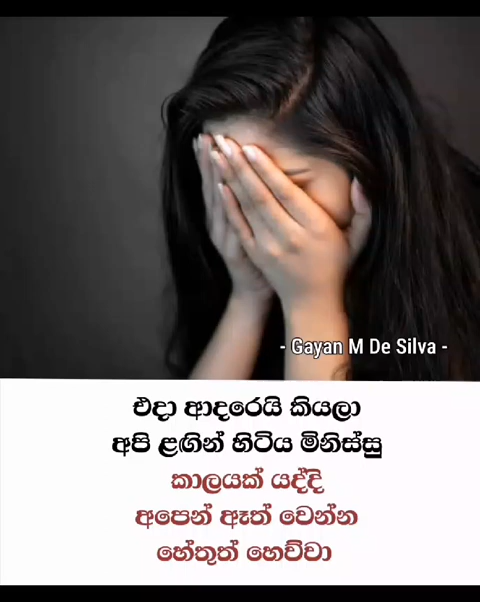 - Gayan M De Silva -
එදා ආදරෙයි කියලා
අපි ළඟින් හිටිය මිනිස්සු
කාලයක් යද්දි
අපෙන් ඈත් වෙන්න
හේතුත් හෙව්වා